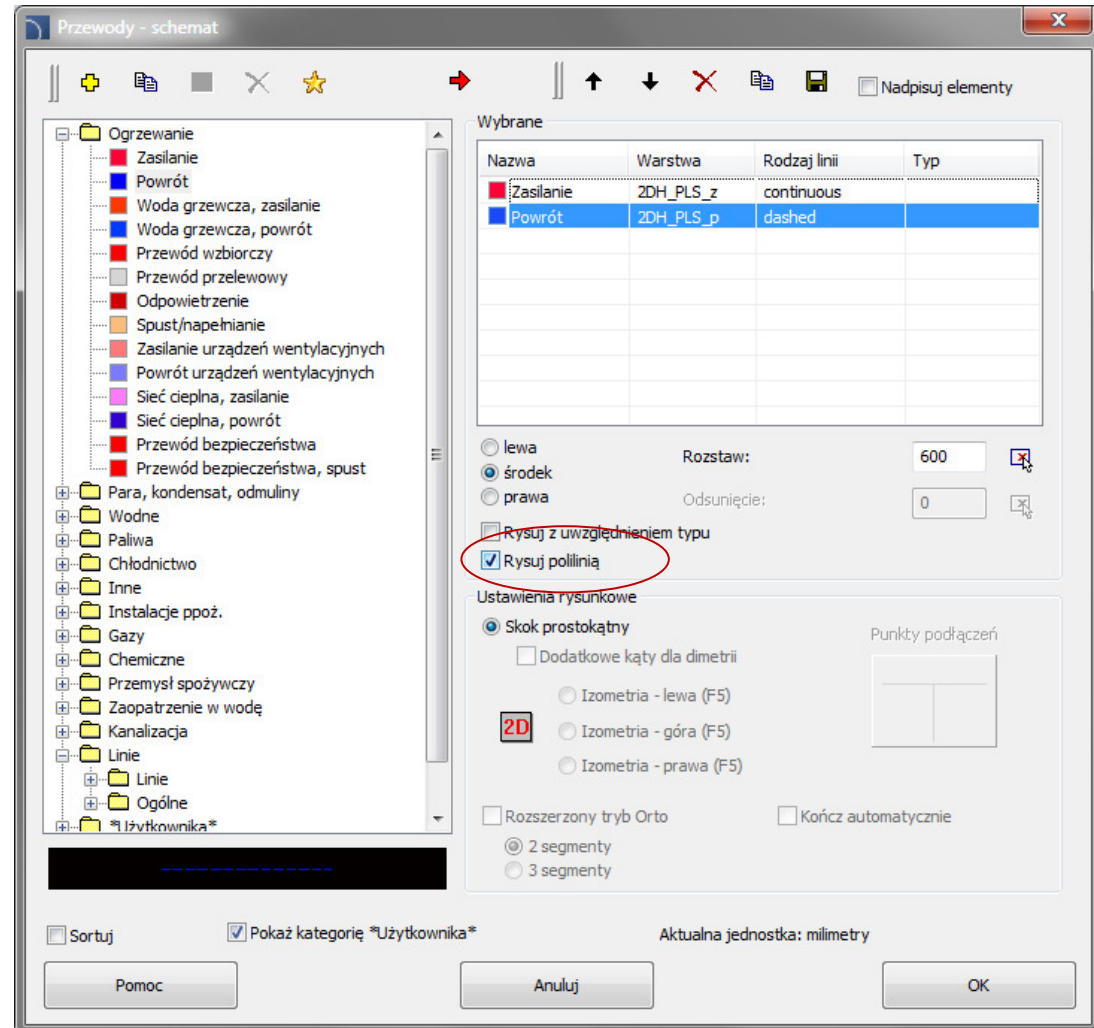 Przewody - schemat
Nadpisuj elementy
Ogrzewanie
Zasilanie
Powrót
Woda grzewcza, zasilanie
Woda grzewcza, powrót
Przewód wzbiorczy
Przewód przelewowy
Odpowietrzenie
Spust/napełnianie
Zasilanie urządzeń wentylacyjnych
Powrót urządzeń wentylacyjnych
Sieć cieplna, zasilanie
Sieć cieplna, powrót
Przewód bezpieczeństwa
Przewód bezpieczeństwa, spust
Para, kondensat, odmuliny
Wodne
Paliwa
Chłodnictwo
Inne
Instalacje ppoż.
Gazy
Chemiczne
Przemysł spożywczy
Zaopatrzenie w wodę
Kanalizacja
Linie
Linie
Ogólne
*Użytkownika*
Wybrane
Nazwa Warstwa Rodzaj linii Typ
Zasilanie 2DH_PLS_z continuous
Powrót 2DH_PLS_p dashed
lewa
środek
prawa
Rozstaw: 600
Odsunięcie: 0
Rysuj z uwzględnieniem typu
Rysuj polilinią
Ustawienia rysunkowe
Skok prostokątny
Dodatkowe kąty dla dimetrii
Izometria - lewa (F5)
2D
Izometria - góra (F5)
Izometria - prawa (F5)
Punkty podłączeń
Rozszerzony tryb Orto
Kończ automatycznie
2 segmenty
3 segmenty
Sortuj
Pokaż kategorię *Użytkownika*
Aktualna jednostka: milimetry
Pomoc
Anuluj
OK